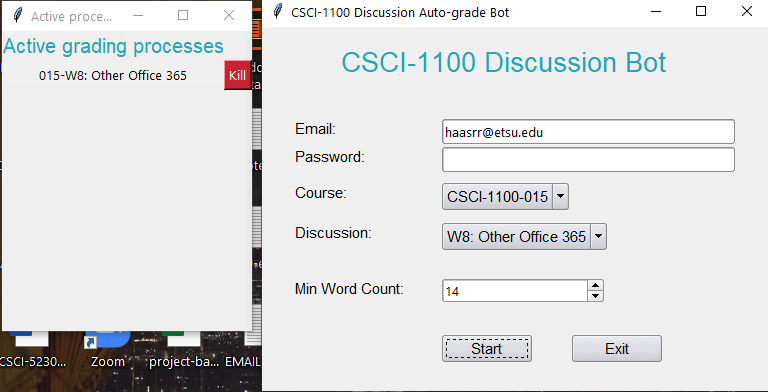 Active proce...
Active grading processes
015-W8: Other Office 365
Kill
CSCI-5230...
Zoom
project-ba...
EMAIL
CSCI-1100 Discussion Auto-grade Bot
CSCI-1100 Discussion Bot
Email:
haasrr@etsu.edu
Password:
Course:
CSCI-1100-015
Discussion:
W8: Other Office 365
Min Word Count:
14
Start
Exit